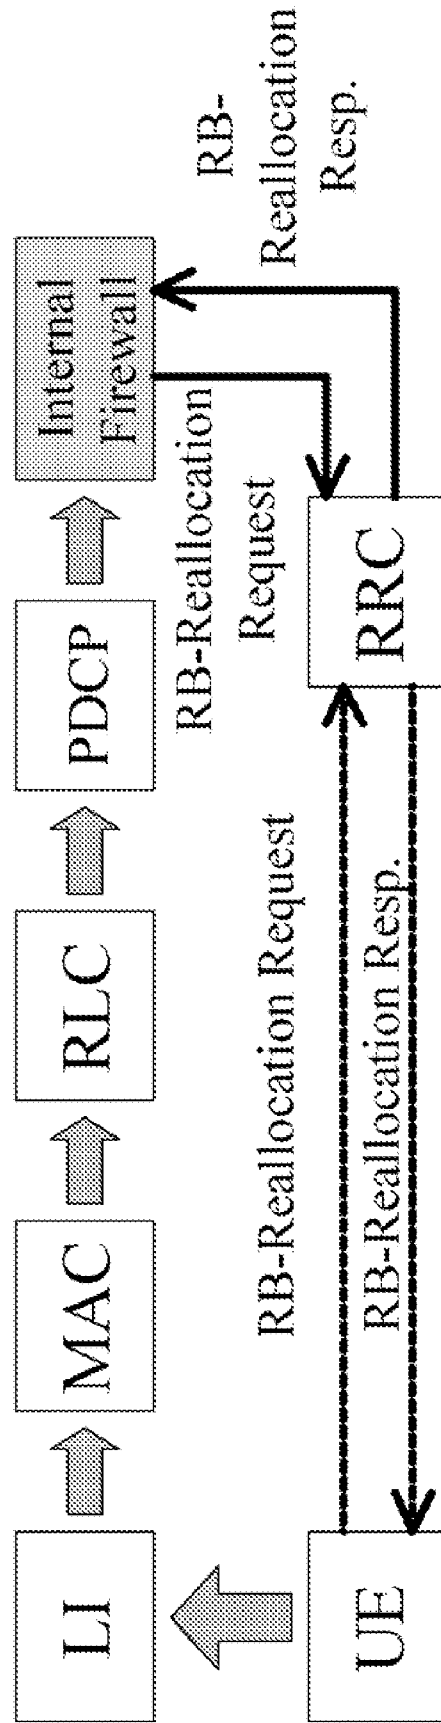 LI
MAC
RLC
PDCP
Internal
Firewall
RB-Reallocation
Request
RB-
Reallocation
Resp.
RB-Reallocation Request
RB-Reallocation Resp.
UE
RRC